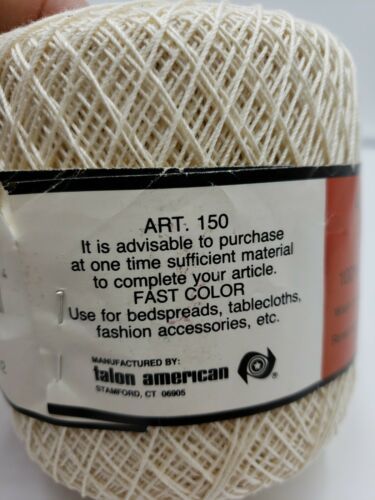 ART. 150
It is advisable to purchase
at one time sufficient material
to complete your article.
FAST COLOR
Use for bedspreads, tablecloths,
fashion accessories, etc.
MANUFACTURED BY:
talon american
®
STAMFORD, CT 06905